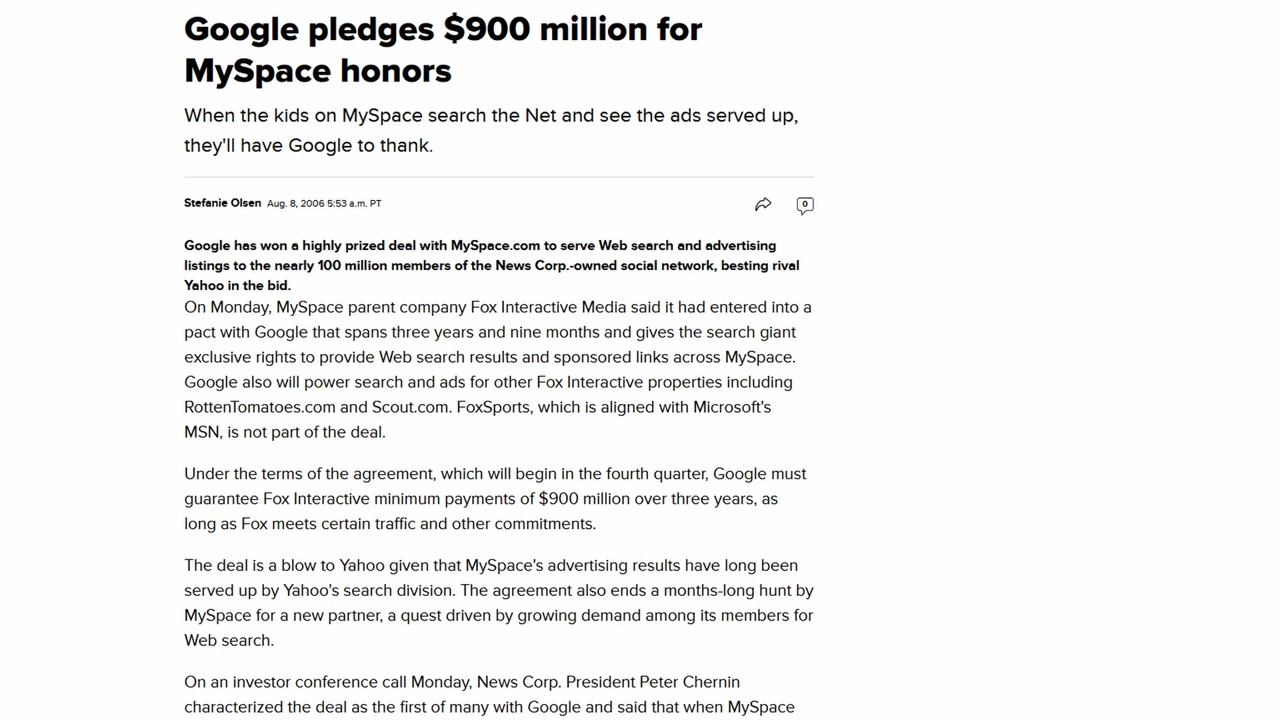 Google pledges $900 million for
MySpace honors
When the kids on MySpace search the Net and see the ads served up,
they'll have Google to thank.
Stefanie Olsen Aug. 8, 2006 5:53 a.m. PT
0
Google has won a highly prized deal with MySpace.com to serve Web search and advertising
listings to the nearly 100 million members of the News Corp.-owned social network, besting rival
Yahoo in the bid.
On Monday, MySpace parent company Fox Interactive Media said it had entered into a
pact with Google that spans three years and nine months and gives the search giant
exclusive rights to provide Web search results and sponsored links across MySpace.
Google also will power search and ads for other Fox Interactive properties including
RottenTomatoes.com and Scout.com. FoxSports, which is aligned with Microsoft's
MSN, is not part of the deal.
Under the terms of the agreement, which will begin in the fourth quarter, Google must
guarantee Fox Interactive minimum payments of $900 million over three years, as
long as Fox meets certain traffic and other commitments.
The deal is a blow to Yahoo given that MySpace's advertising results have long been
served up by Yahoo's search division. The agreement also ends a months-long hunt by
MySpace for a new partner, a quest driven by growing demand among its members for
Web search.
On an investor conference call Monday, News Corp. President Peter Chernin
characterized the deal as the first of many with Google and said that when MySpace